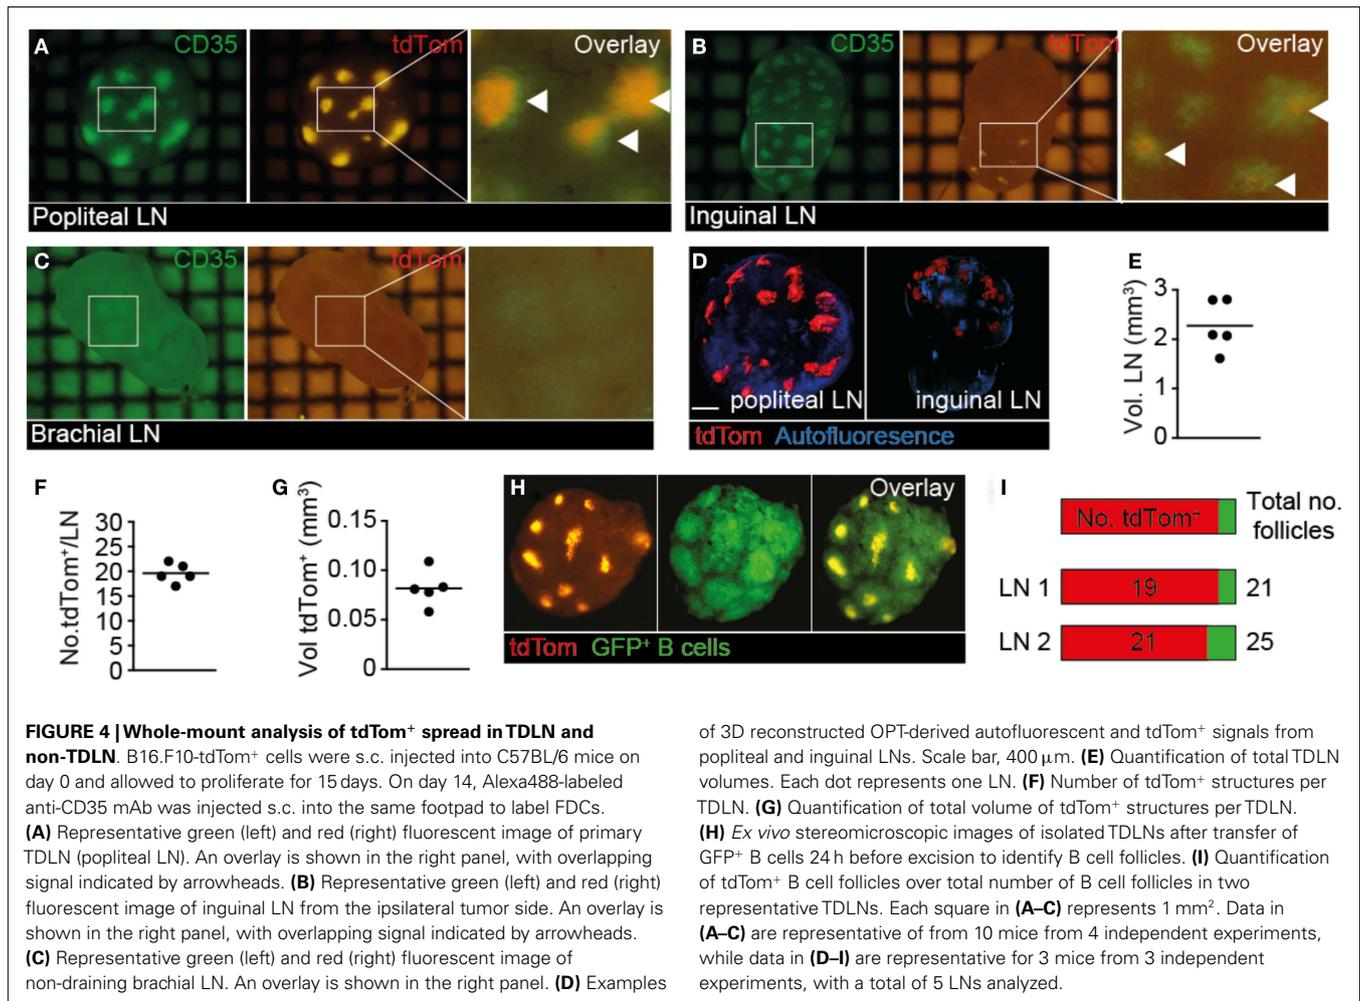 A CD35 tdTom Overlay
Popliteal LN
B CD35 tdTom Overlay
Inguinal LN
C CD35 tdTom
Brachial LN
D popliteal LN inguinal LN
tdTom Autofluoresence
E
Vol. LN (mm³)
3
2
1
0
F
No.tdTom⁺/LN
30
25
20
15
10
5
0
G
Vol tdTom⁺ (mm³)
0.15
0.10
0.05
0
H Overlay
tdTom GFP⁺ B cells
I
No. tdTom⁺ Total no.
follicles
LN 1 19 21
LN 2 21 25
FIGURE 4 | Whole-mount analysis of tdTom⁺ spread in TDLN and
non-TDLN. B16.F10-tdTom⁺ cells were s.c. injected into C57BL/6 mice on
day 0 and allowed to proliferate for 15 days. On day 14, Alexa488-labeled
anti-CD35 mAb was injected s.c. into the same footpad to label FDCs.
(A) Representative green (left) and red (right) fluorescent image of primary
TDLN (popliteal LN). An overlay is shown in the right panel, with overlapping
signal indicated by arrowheads. (B) Representative green (left) and red (right)
fluorescent image of inguinal LN from the ipsilateral tumor side. An overlay is
shown in the right panel, with overlapping signal indicated by arrowheads.
(C) Representative green (left) and red (right) fluorescent image of
non-draining brachial LN. An overlay is shown in the right panel. (D) Examples
of 3D reconstructed OPT-derived autofluorescent and tdTom⁺ signals from
popliteal and inguinal LNs. Scale bar, 400 μm. (E) Quantification of total TDLN
volumes. Each dot represents one LN. (F) Number of tdTom⁺ structures per
TDLN. (G) Quantification of total volume of tdTom⁺ structures per TDLN.
(H) Ex vivo stereomicroscopic images of isolated TDLNs after transfer of
GFP⁺ B cells 24 h before excision to identify B cell follicles. (I) Quantification
of tdTom⁺ B cell follicles over total number of B cell follicles in two
representative TDLNs. Each square in (A–C) represents 1 mm². Data in
(A–C) are representative of from 10 mice from 4 independent experiments,
while data in (D–I) are representative for 3 mice from 3 independent
experiments, with a total of 5 LNs analyzed.